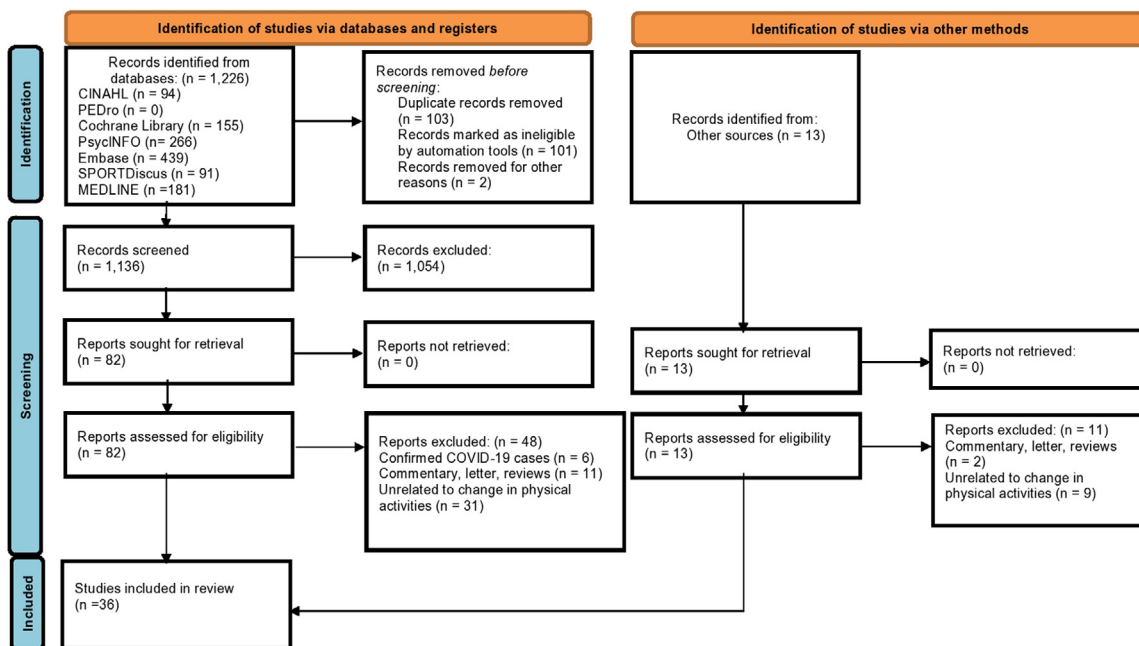 Identification of studies via databases and registers
Identification of studies via other methods
Identification
Records identified from
databases: (n = 1,226)
CINAHL (n = 94)
PEDro (n = 0)
Cochrane Library (n = 155)
PsycINFO (n= 266)
Embase (n = 439)
SPORTDiscus (n = 91)
MEDLINE (n =181)
Records removed before
screening:
Duplicate records removed
(n = 103)
Records marked as ineligible
by automation tools (n = 101)
Records removed for other
reasons (n = 2)
Records identified from:
Other sources (n = 13)
Screening
Records screened
(n = 1,136)
Records excluded:
(n = 1,054)
Reports sought for retrieval
(n = 82)
Reports not retrieved:
(n = 0)
Reports sought for retrieval
(n = 13)
Reports not retrieved:
(n = 0)
Reports assessed for eligibility
(n = 82)
Reports excluded: (n = 48)
Confirmed COVID-19 cases (n = 6)
Commentary, letter, reviews (n = 11)
Unrelated to change in physical
activities (n = 31)
Reports assessed for eligibility
(n = 13)
Reports excluded: (n = 11)
Commentary, letter, reviews
(n = 2)
Unrelated to change in
physical activities (n = 9)
Included
Studies included in review
(n =36)